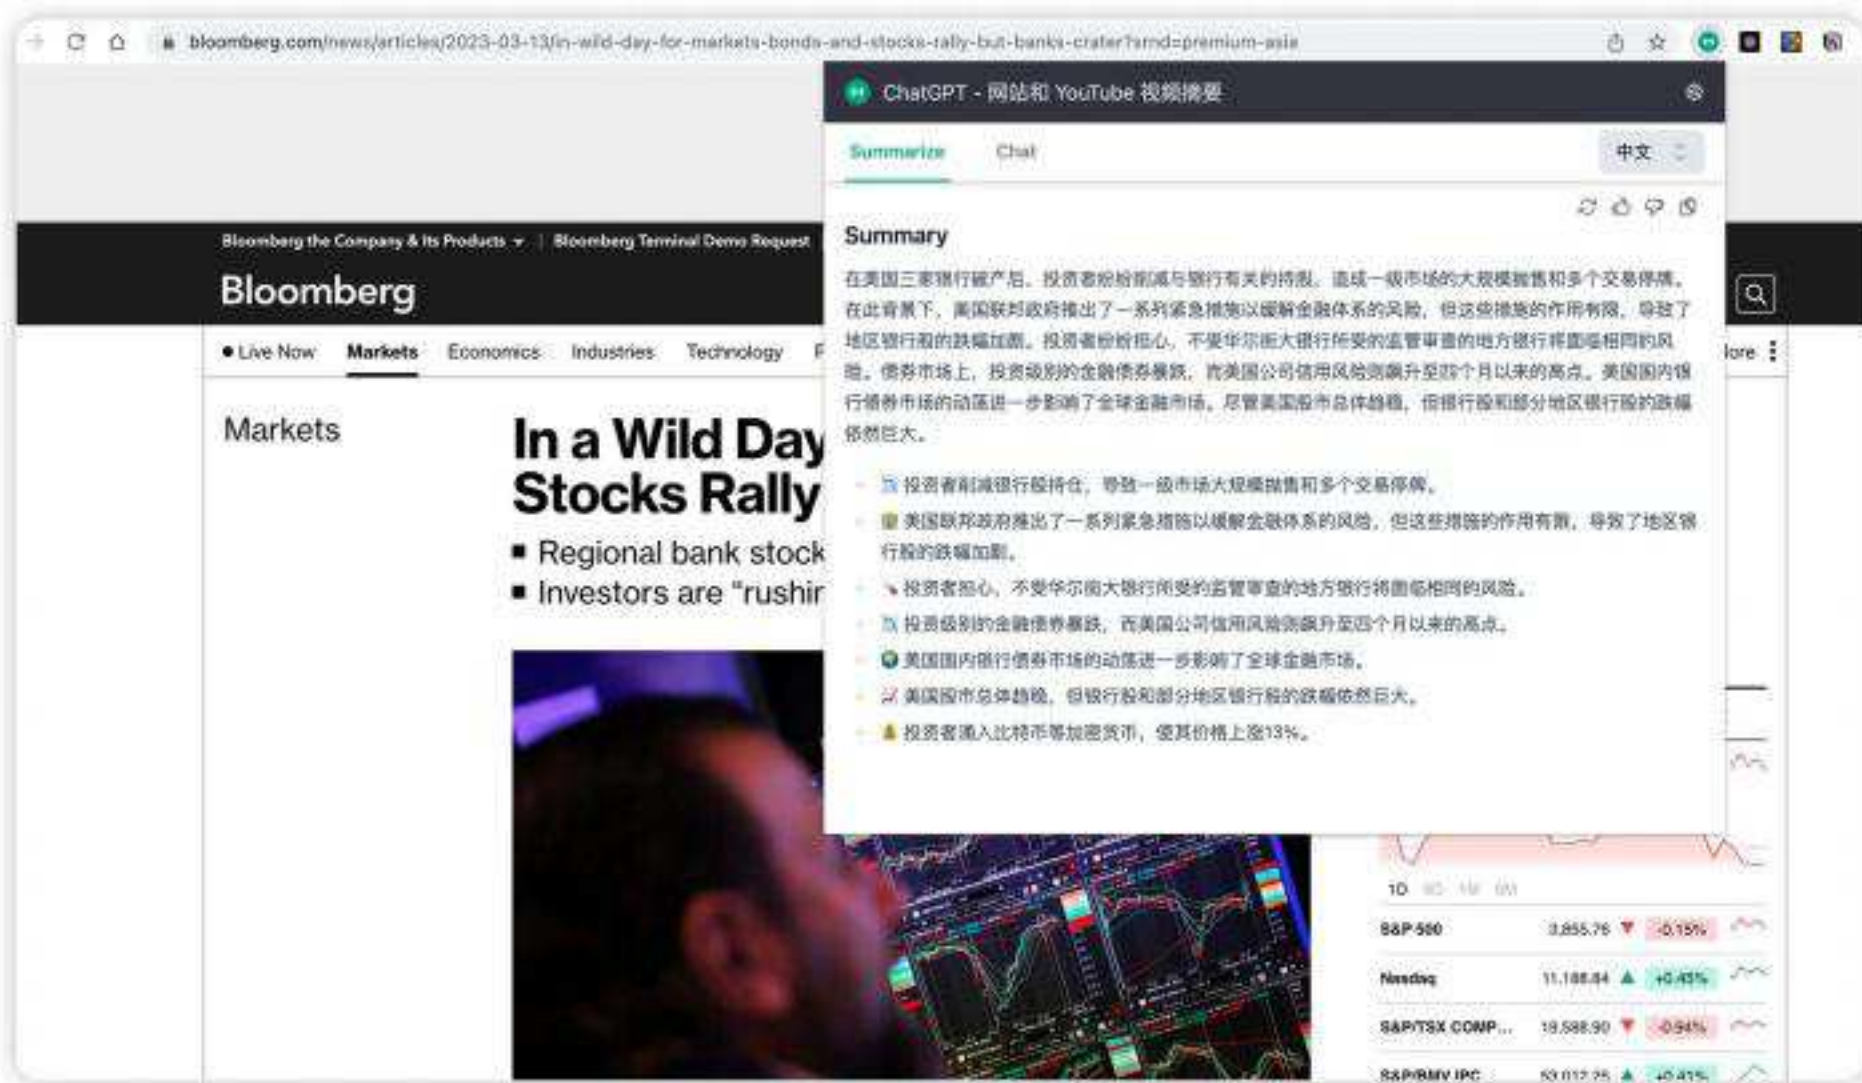 bloomberg.com/news/articles/2023-03-13/in-wild-day-for-markets-bonds-and-stocks-rally-but-banks-crater?srnd=premium-asia
ChatGPT - 网站和 YouTube 视频摘要
Summarize Chat 中文
Bloomberg the Company & Its Products | Bloomberg Terminal Demo Request
Bloomberg
Live Now Markets Economics Industries Technology
Summary
在美国三家银行破产后，投资者纷纷削减与银行有关的持股，造成一级市场的大规模抛售和多个交易停牌。
在此背景下，美国联邦政府推出了一系列紧急措施以缓解金融体系的风险，但这些措施的作用有限，导致了
地区银行股的跌幅加剧。投资者纷纷担心，不受华尔街大银行所受的监管审查的地方银行将面临相同的风
险。债券市场上，投资级别的金融债券暴跌，而美国公司信用风险则飙升至四个月以来的高点。美国国内银
行债券市场的动荡进一步影响了全球金融市场。尽管美国股市总体趋稳，但银行股和部分地区银行股的跌幅
依然巨大。
投资者削减银行股持仓，导致一级市场大规模抛售和多个交易停牌。
美国联邦政府推出了一系列紧急措施以缓解金融体系的风险，但这些措施的作用有限，导致了地区银
行股的跌幅加剧。
投资者担心，不受华尔街大银行所受的监管审查的地方银行将面临相同的风险。
投资级别的金融债券暴跌，而美国公司信用风险则飙升至四个月以来的高点。
美国国内银行债券市场的动荡进一步影响了全球金融市场。
美国股市总体趋稳，但银行股和部分地区银行股的跌幅依然巨大。
投资者涌入比特币等加密货币，使其价格上涨13%。
Markets
In a Wild Day
Stocks Rally
Regional bank stock
Investors are "rushin
1D
S&P 500 3,855.76 -0.15%
Nasdaq 11,188.84 +0.45%
S&P/TSX COMP... 19,588.90 -0.94%
S&P/BMV IPC 53,012.25 +0.41%